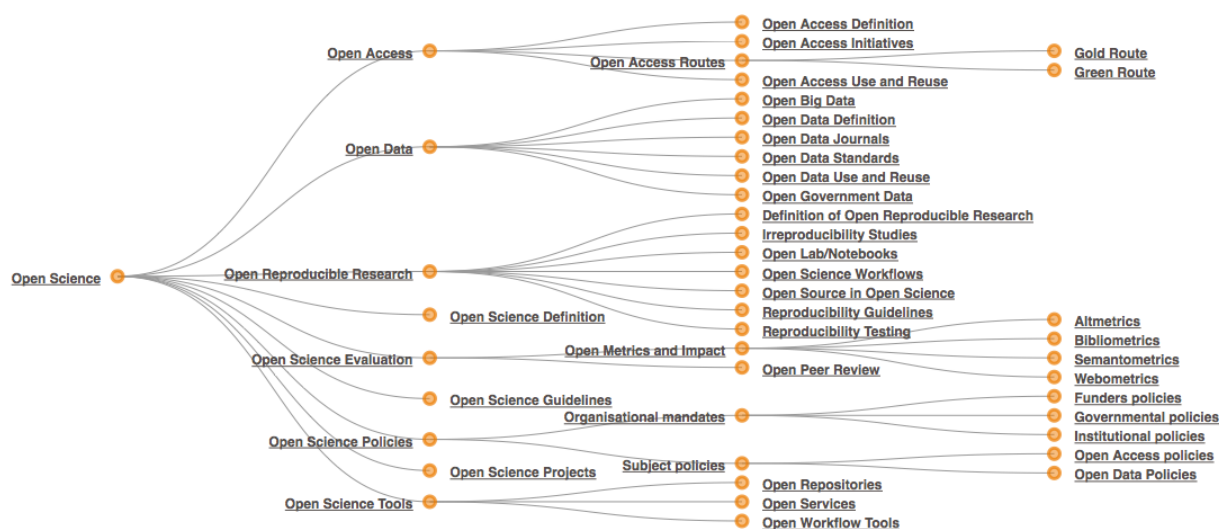 Open Science
Open Access
Open Access Definition
Open Access Initiatives
Open Access Routes
Gold Route
Green Route
Open Access Use and Reuse
Open Data
Open Big Data
Open Data Definition
Open Data Journals
Open Data Standards
Open Data Use and Reuse
Open Government Data
Open Reproducible Research
Definition of Open Reproducible Research
Irreproducibility Studies
Open Lab/Notebooks
Open Science Workflows
Open Source in Open Science
Reproducibility Guidelines
Reproducibility Testing
Open Science Definition
Open Science Evaluation
Open Metrics and Impact
Altmetrics
Bibliometrics
Semantometrics
Webometrics
Open Peer Review
Open Science Guidelines
Open Science Policies
Organisational mandates
Funders policies
Governmental policies
Institutional policies
Subject policies
Open Access policies
Open Data Policies
Open Science Projects
Open Science Tools
Open Repositories
Open Services
Open Workflow Tools